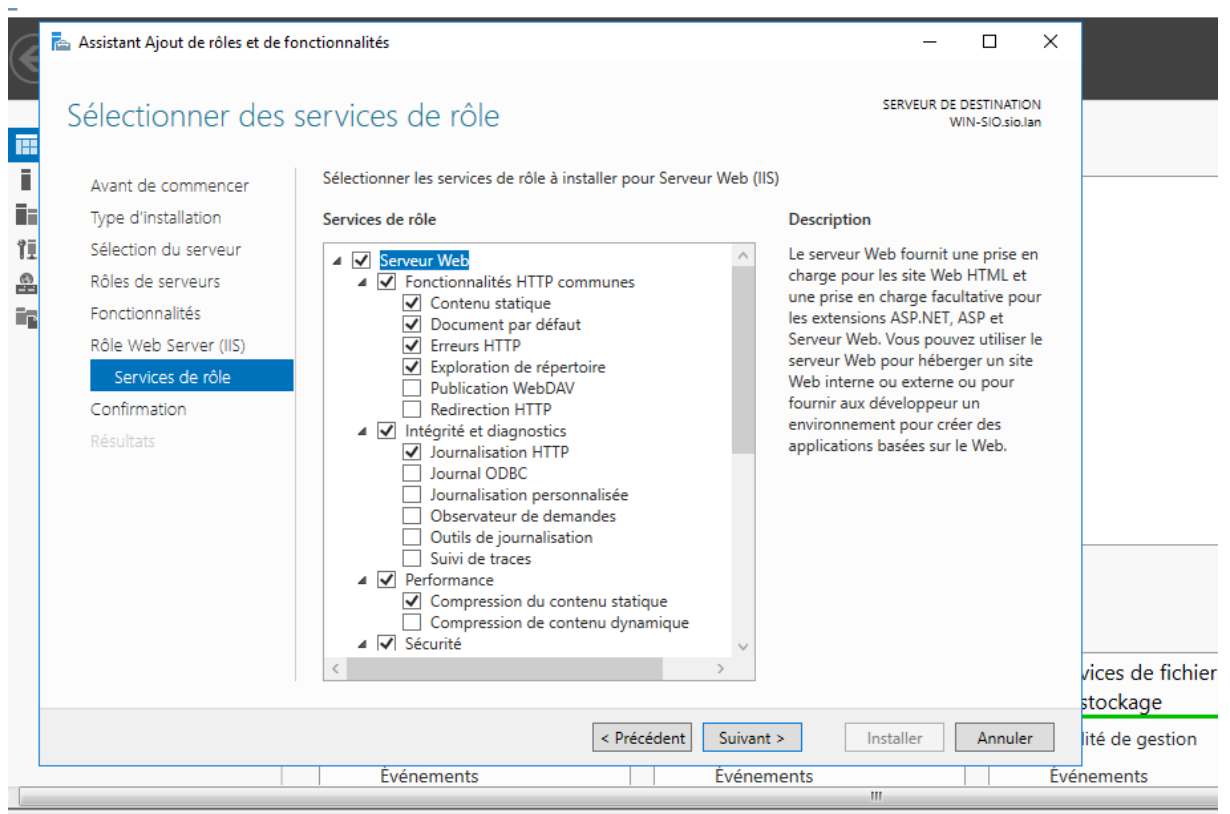 Assistant Ajout de rôles et de fonctionnalités
Sélectionner des services de rôle
SERVEUR DE DESTINATION
WIN-SIO.sio.lan
Avant de commencer
Type d'installation
Sélection du serveur
Rôles de serveurs
Fonctionnalités
Rôle Web Server (IIS)
Services de rôle
Confirmation
Résultats
Sélectionner les services de rôle à installer pour Serveur Web (IIS)
Services de rôle
Serveur Web
Fonctionnalités HTTP communes
Contenu statique
Document par défaut
Erreurs HTTP
Exploration de répertoire
Publication WebDAV
Redirection HTTP
Intégrité et diagnostics
Journalisation HTTP
Journal ODBC
Journalisation personnalisée
Observateur de demandes
Outils de journalisation
Suivi de traces
Performance
Compression du contenu statique
Compression de contenu dynamique
Sécurité
Description
Le serveur Web fournit une prise en
charge pour les site Web HTML et
une prise en charge facultative pour
les extensions ASP.NET, ASP et
Serveur Web. Vous pouvez utiliser le
serveur Web pour héberger un site
Web interne ou externe ou pour
fournir aux développeur un
environnement pour créer des
applications basées sur le Web.
< Précédent
Suivant >
Installer
Annuler
vices de fichier
stockage
lité de gestion
Événements
Événements
Événements